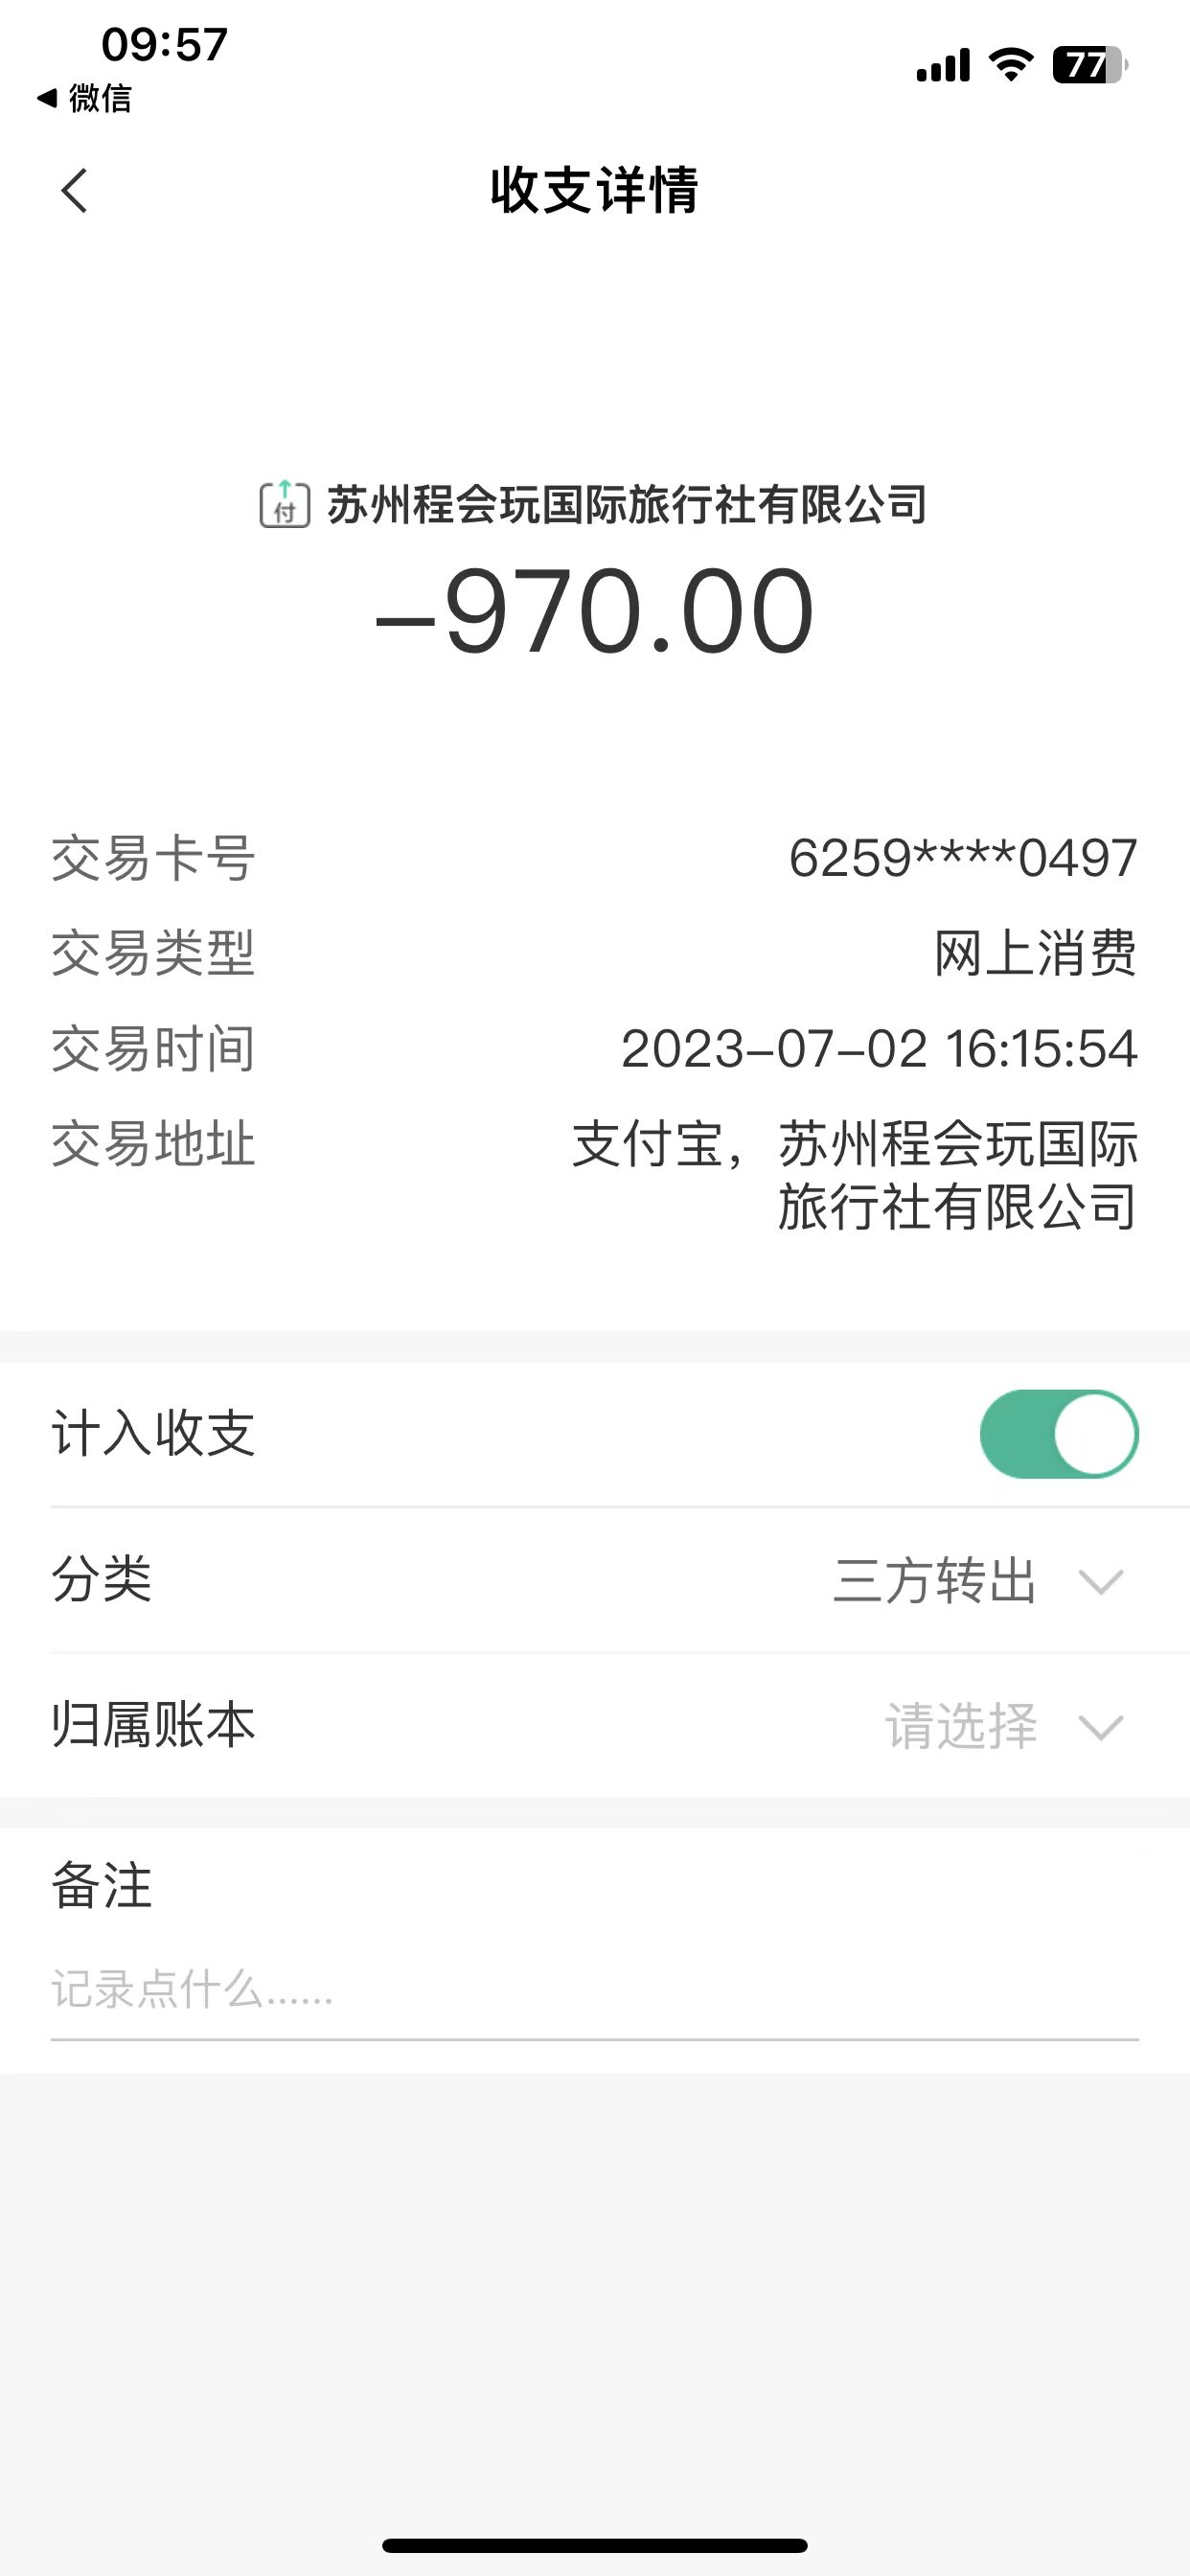 09:57
77
◀ 微信
收支详情
付 苏州程会玩国际旅行社有限公司
-970.00
交易卡号 6259****0497
交易类型 网上消费
交易时间 2023-07-02 16:15:54
交易地址 支付宝，苏州程会玩国际
旅行社有限公司
计入收支
分类 三方转出
归属账本 请选择
备注
记录点什么......